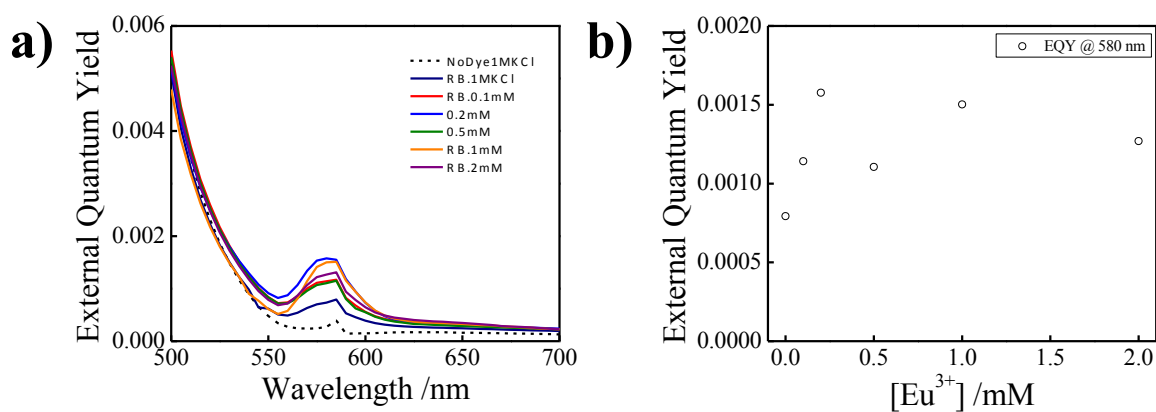 a)
External Quantum Yield
0.006
0.004
0.002
0.000
NoDye1MKCl
RB.1MKCl
RB.0.1mM
0.2mM
0.5mM
RB.1mM
RB.2mM
500 550 600 650 700
Wavelength /nm
b)
External Quantum Yield
0.0020
0.0015
0.0010
0.0005
0.0000
EQY @ 580 nm
0.0 0.5 1.0 1.5 2.0
[Eu³⁺] /mM